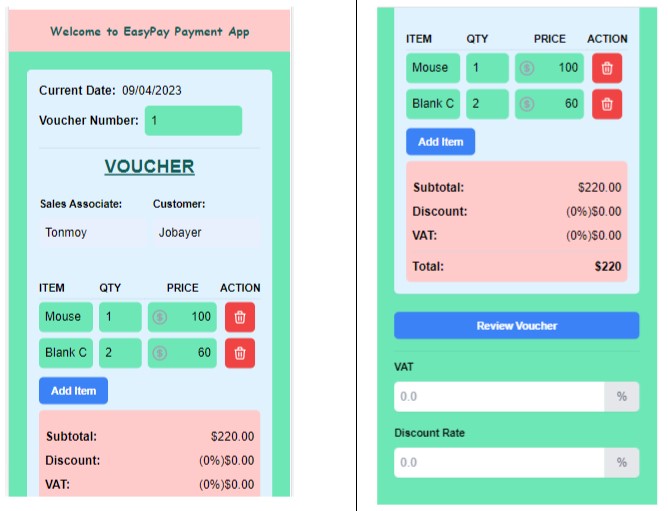 Welcome to EasyPay Payment App
Current Date: 09/04/2023
Voucher Number: 1
VOUCHER
Sales Associate: Customer:
Tonmoy Jobayer
ITEM QTY PRICE ACTION
Mouse 1 $ 100
Blank C 2 $ 60
Add Item
Subtotal: $220.00
Discount: (0%)$0.00
VAT: (0%)$0.00
ITEM QTY PRICE ACTION
Mouse 1 $ 100
Blank C 2 $ 60
Add Item
Subtotal: $220.00
Discount: (0%)$0.00
VAT: (0%)$0.00
Total: $220
Review Voucher
VAT
0.0 %
Discount Rate
0.0 %